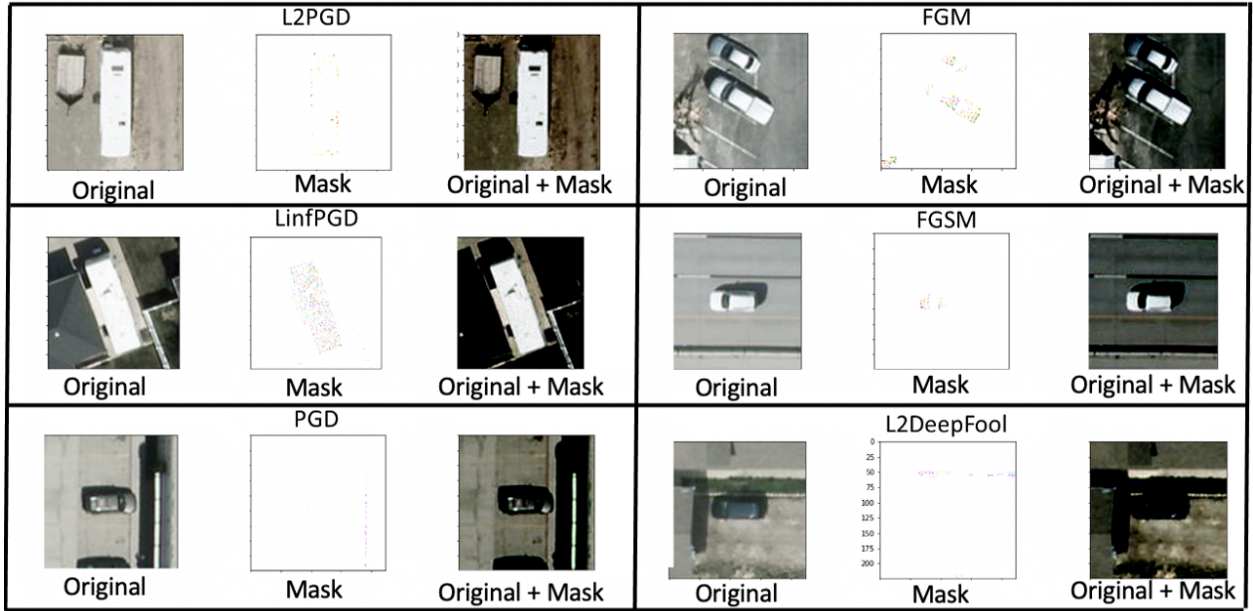 L2PGD
Original
Mask
Original + Mask
FGM
Original
Mask
Original + Mask
LinfPGD
Original
Mask
Original + Mask
FGSM
Original
Mask
Original + Mask
PGD
Original
Mask
Original + Mask
L2DeepFool
0
25
50
75
100
125
150
175
200
Original
Mask
Original + Mask